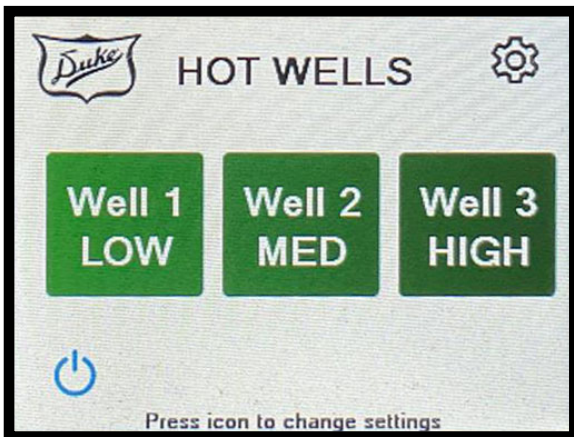 Duke
HOT WELLS
Well 1
LOW
Well 2
MED
Well 3
HIGH
Press icon to change settings